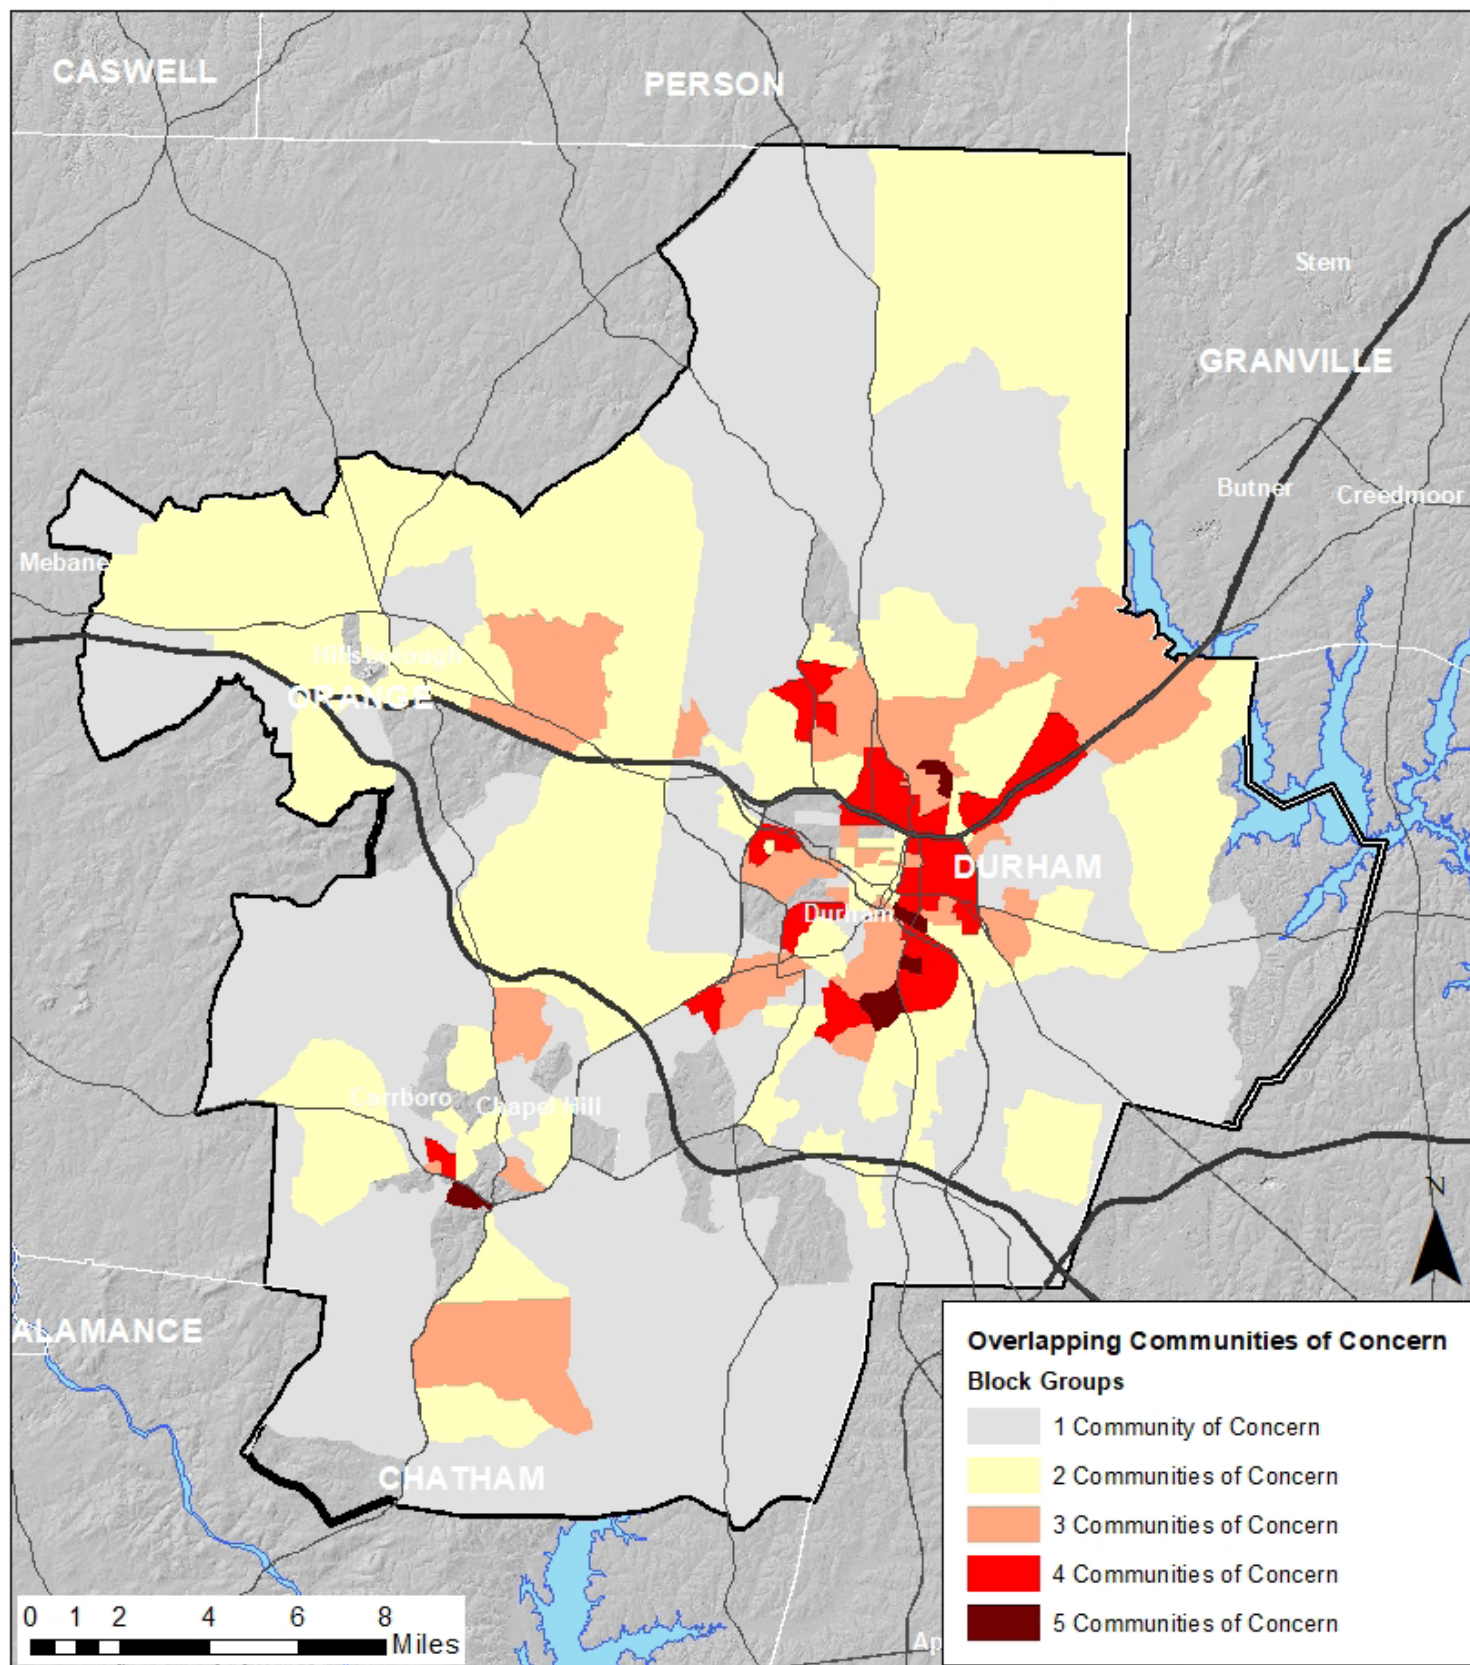 CASWELL
PERSON
Stem
GRANVILLE
Butner
Creedmoor
Mebane
Hillsborough
ORANGE
DURHAM
Durham
Carrboro
Chapel Hill
N
ALAMANCE
CHATHAM
Overlapping Communities of Concern
Block Groups
1 Community of Concern
2 Communities of Concern
3 Communities of Concern
4 Communities of Concern
5 Communities of Concern
0 1 2 4 6 8
Miles
Ap